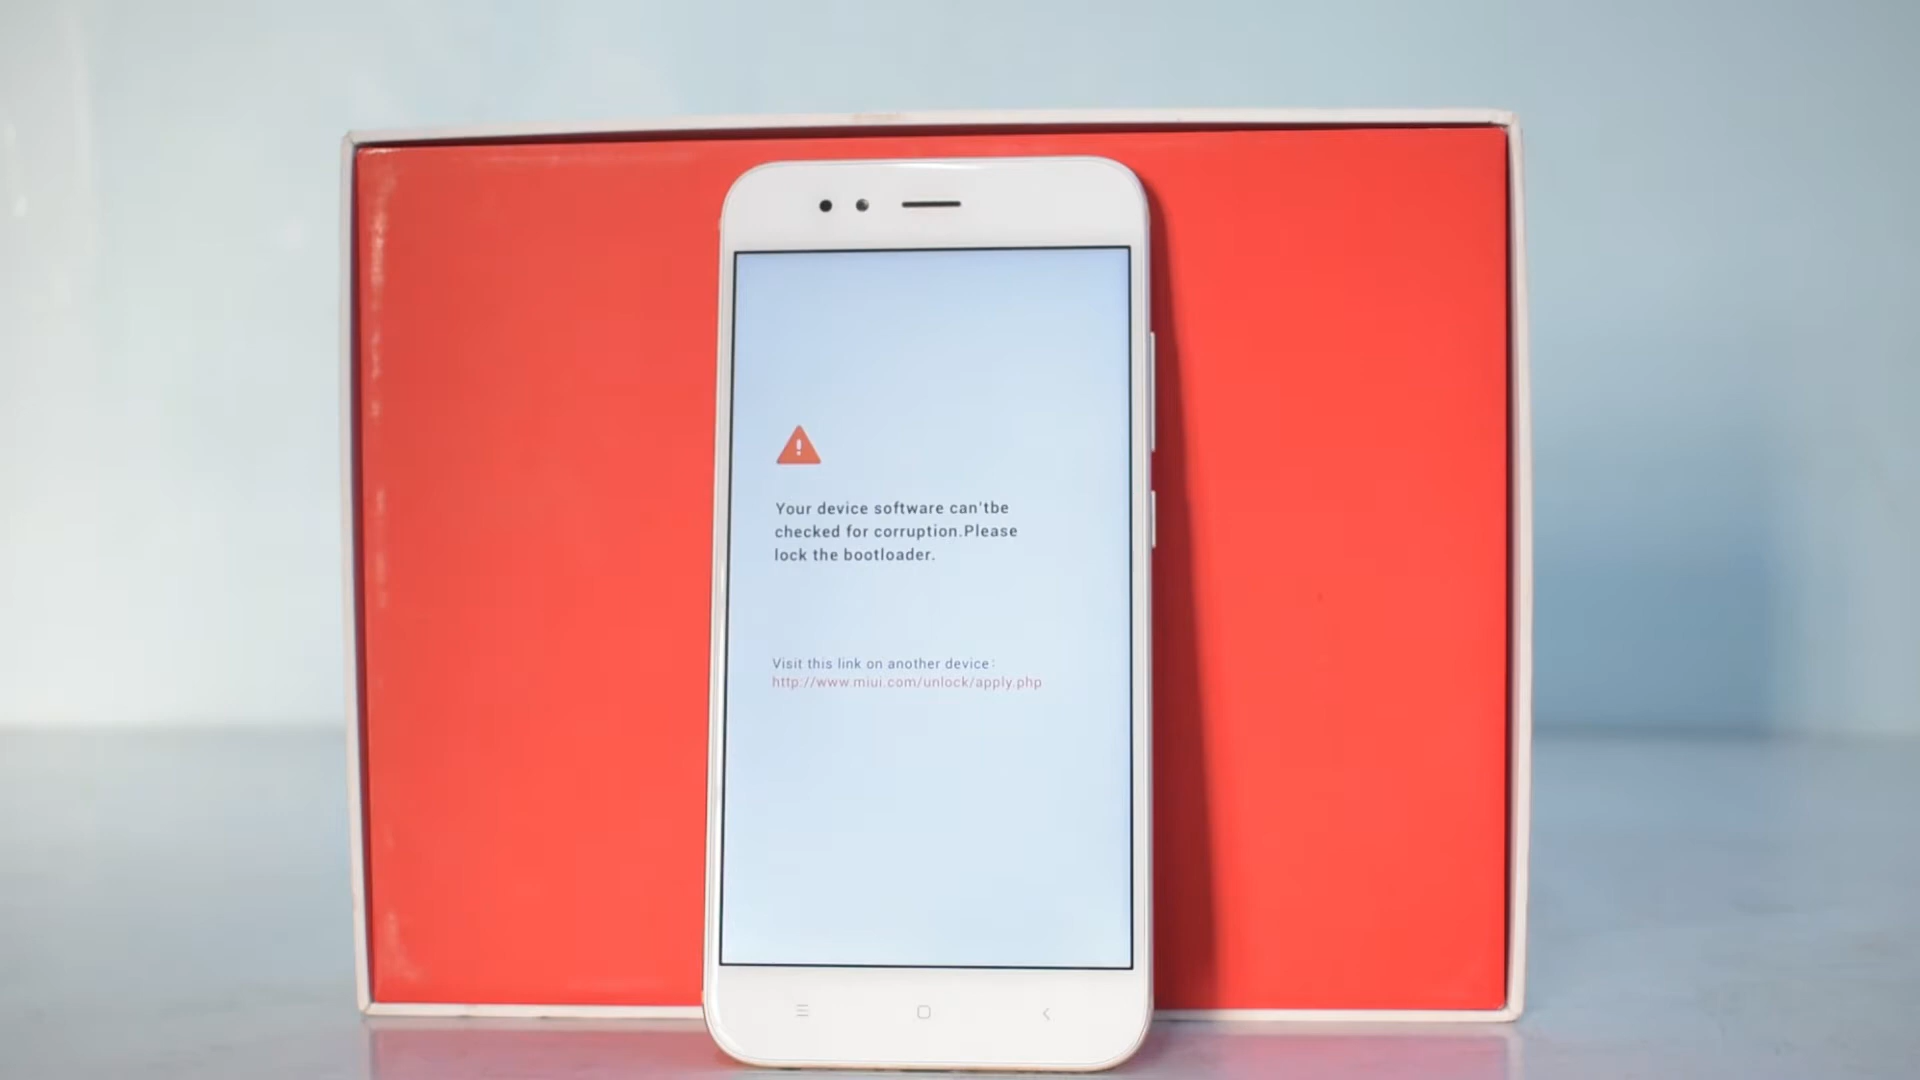 Your device software can'tbe
checked for corruption.Please
lock the bootloader.
Visit this link on another device:
http://www.miui.com/unlock/apply.php